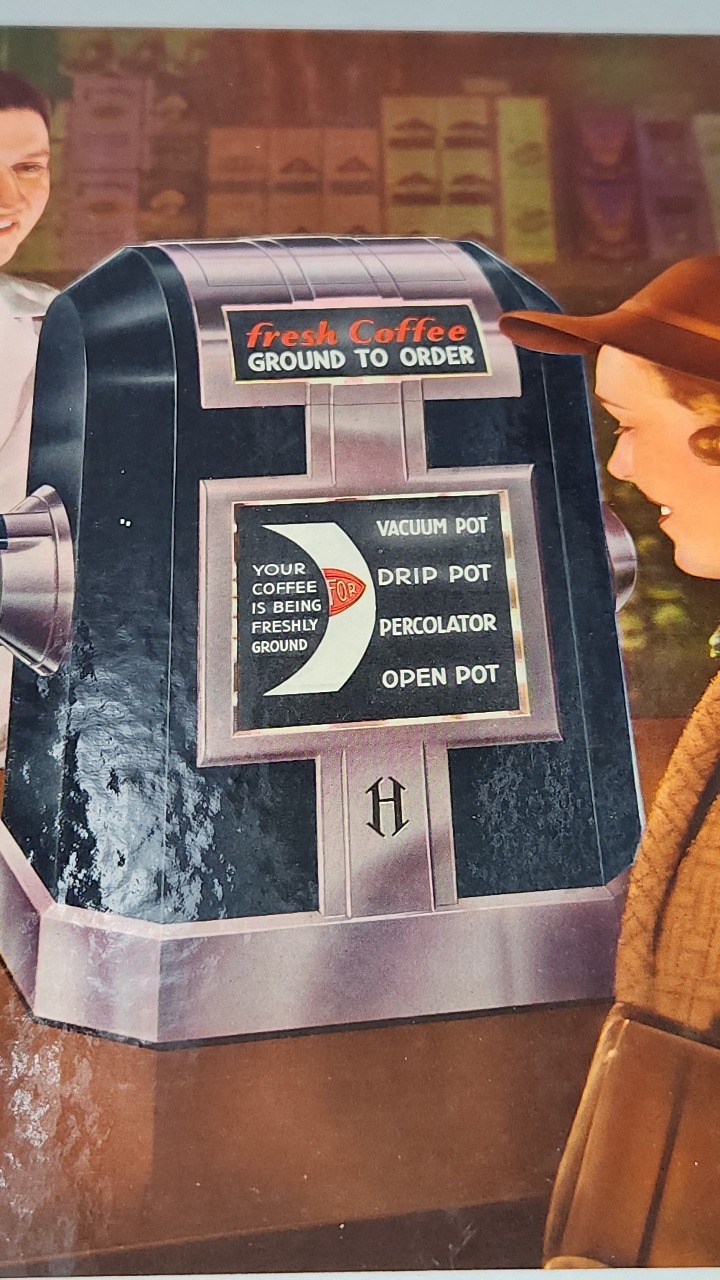 fresh Coffee
GROUND TO ORDER
YOUR
COFFEE
IS BEING
FRESHLY
GROUND
FOR
VACUUM POT
DRIP POT
PERCOLATOR
OPEN POT
H